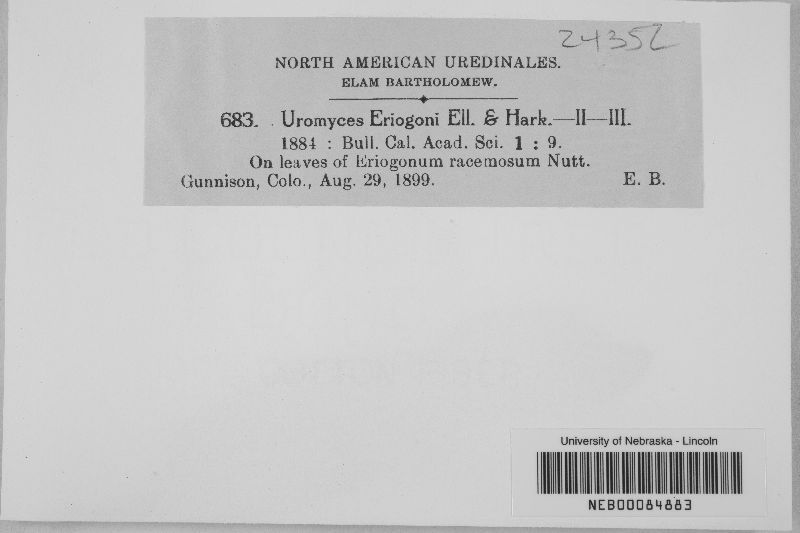 24352
NORTH AMERICAN UREDINALES.
ELAM BARTHOLOMEW.
683. Uromyces Eriogoni Ell. & Hark.—II—III.
1884 : Bull. Cal. Acad. Sci. 1 : 9.
On leaves of Eriogonum racemosum Nutt.
Gunnison, Colo., Aug. 29, 1899. E. B.
University of Nebraska - Lincoln
NEB00084883